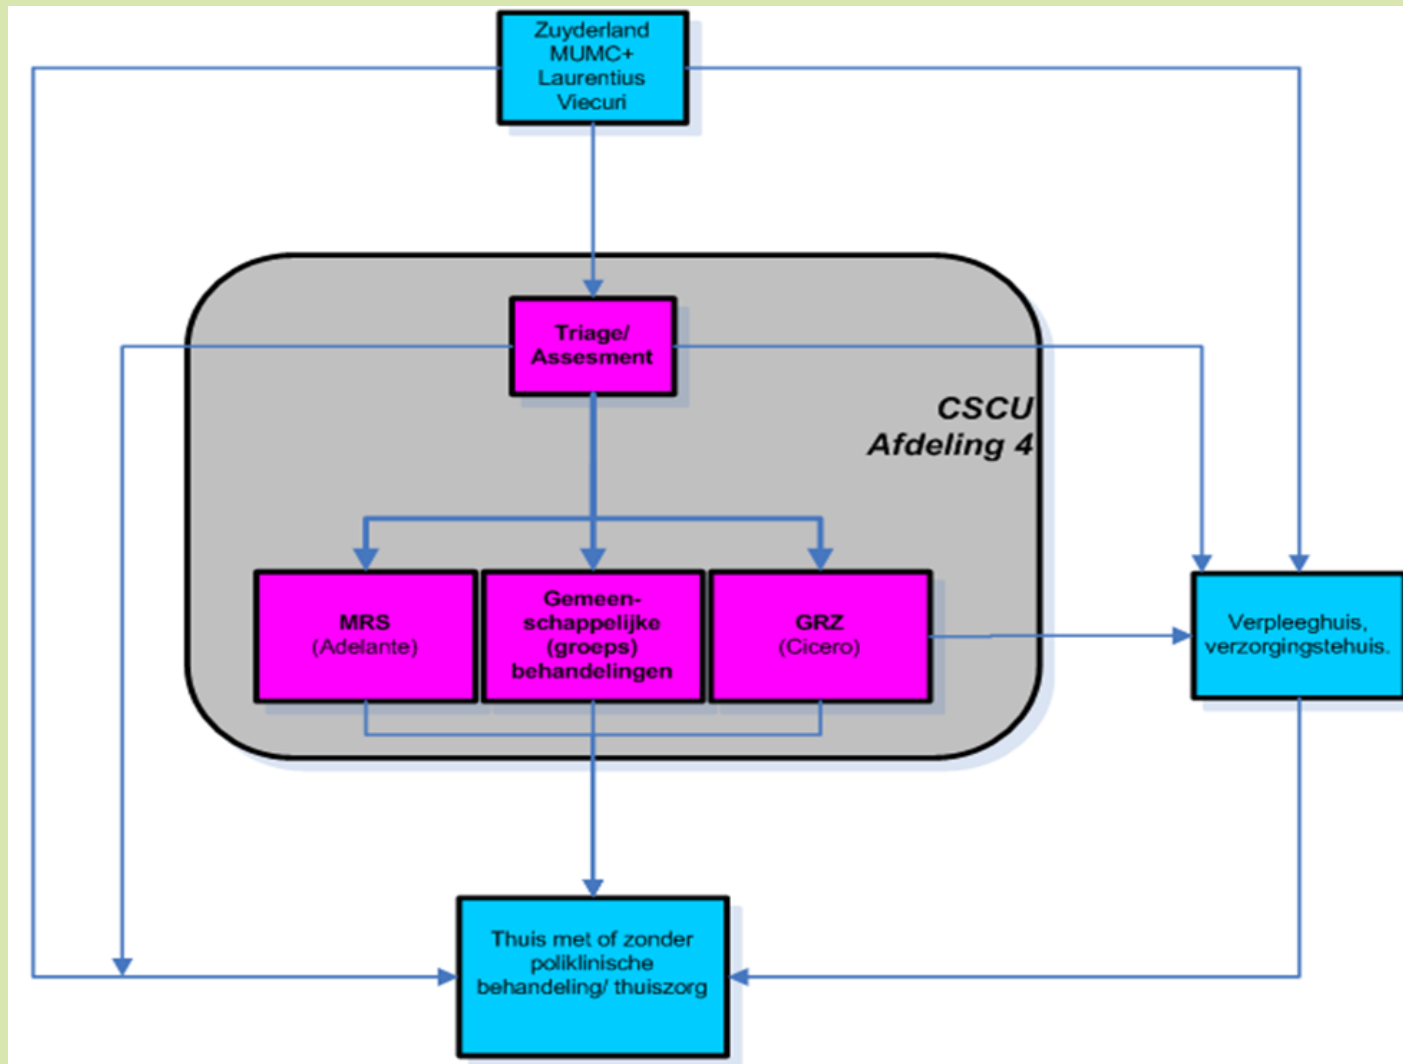 Zuyderland
MUMC+
Laurentius
Viecuri
Triage/
Assesment
CSCU
Afdeling 4
MRS
(Adelante)
Gemeen-
schappelijke
(groeps)
behandelingen
GRZ
(Cicero)
Verpleeghuis,
verzorgingstehuis.
Thuis met of zonder
poliklinische
behandeling/ thuiszorg